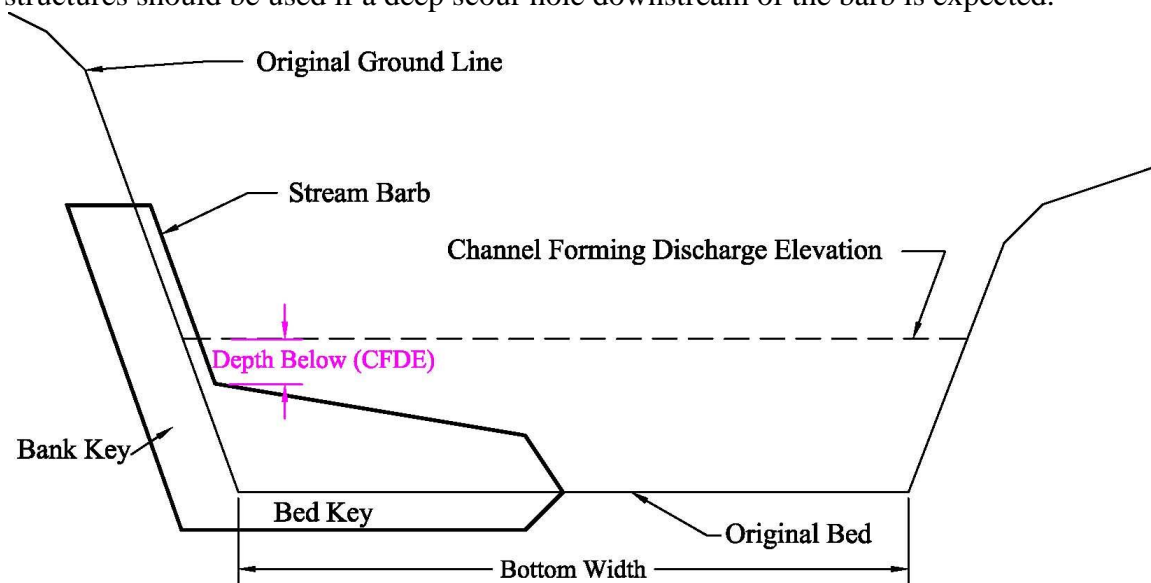 structures should be used if a deep scour hole downstream of the barb is expected.
Original Ground Line
Stream Barb
Channel Forming Discharge Elevation
Depth Below (CFDE)
Bank Key
Bed Key
Original Bed
Bottom Width